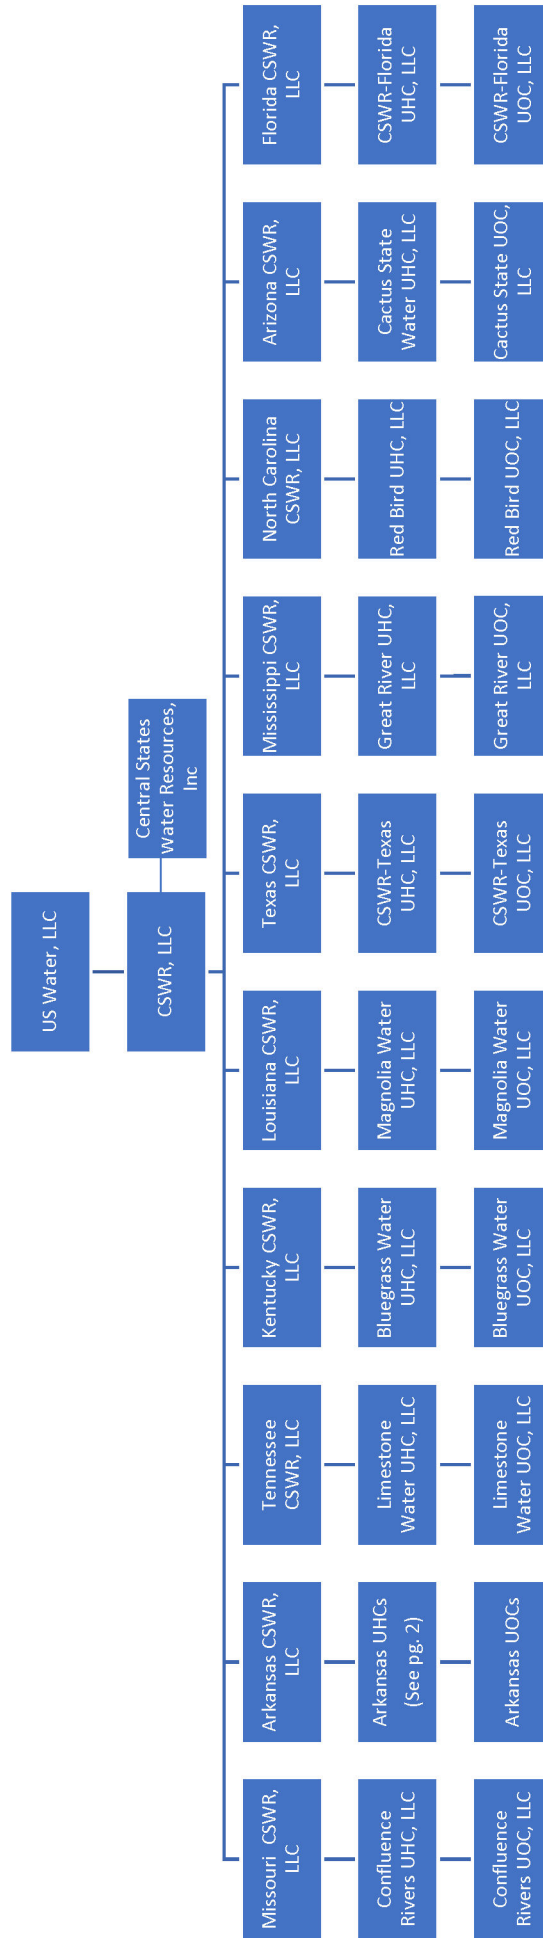 US Water, LLC
CSWR, LLC
Central States
Water Resources,
Inc
Missouri  CSWR,
LLC
Arkansas CSWR,
LLC
Tennessee
CSWR, LLC
Kentucky CSWR,
LLC
Louisiana CSWR,
LLC
Texas CSWR,
LLC
Mississippi CSWR,
LLC
North Carolina
CSWR, LLC
Arizona CSWR,
LLC
Florida CSWR,
LLC
Confluence
Rivers UHC, LLC
Arkansas UHCs
(See pg. 2)
Limestone
Water UHC, LLC
Bluegrass Water
UHC, LLC
Magnolia Water
UHC, LLC
CSWR-Texas
UHC, LLC
Great River UHC,
LLC
Red Bird UHC, LLC
Cactus State
Water UHC, LLC
CSWR-Florida
UHC, LLC
Confluence
Rivers UOC, LLC
Arkansas UOCs
Limestone
Water UOC, LLC
Bluegrass Water
UOC, LLC
Magnolia Water
UOC, LLC
CSWR-Texas
UOC, LLC
Great River UOC,
LLC
Red Bird UOC, LLC
Cactus State UOC,
LLC
CSWR-Florida
UOC, LLC